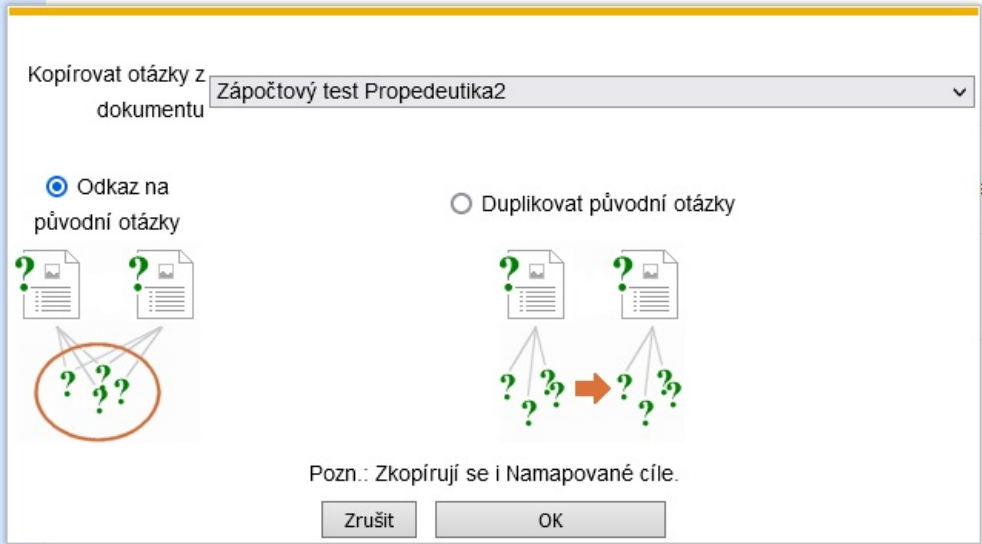 Kopírovat otázky z
dokumentu
Zápočtový test Propedeutika2
Odkaz na
původní otázky
Duplikovat původní otázky
? ?
? ? ? ?
? ?
? ? ? ? ? ?
Pozn.: Zkopírují se i Namapované cíle.
Zrušit
OK